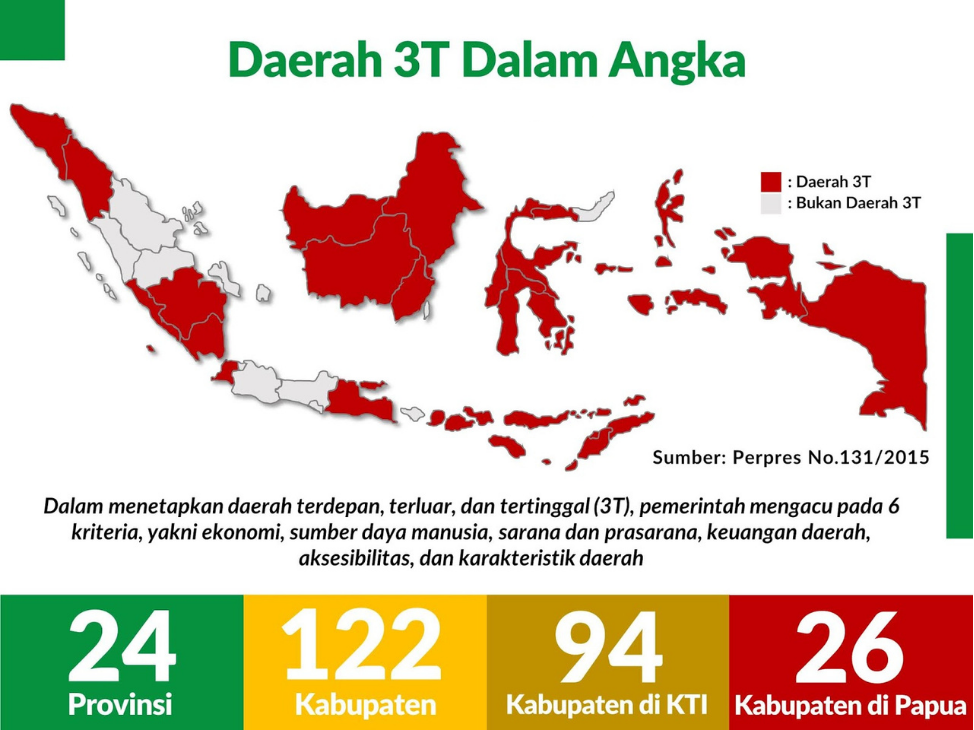 Daerah 3T Dalam Angka
: Daerah 3T
: Bukan Daerah 3T
Sumber: Perpres No.131/2015
Dalam menetapkan daerah terdepan, terluar, dan tertinggal (3T), pemerintah mengacu pada 6
kriteria, yakni ekonomi, sumber daya manusia, sarana dan prasarana, keuangan daerah,
aksesibilitas, dan karakteristik daerah
24
Provinsi
122
Kabupaten
94
Kabupaten di KTI
26
Kabupaten di Papua